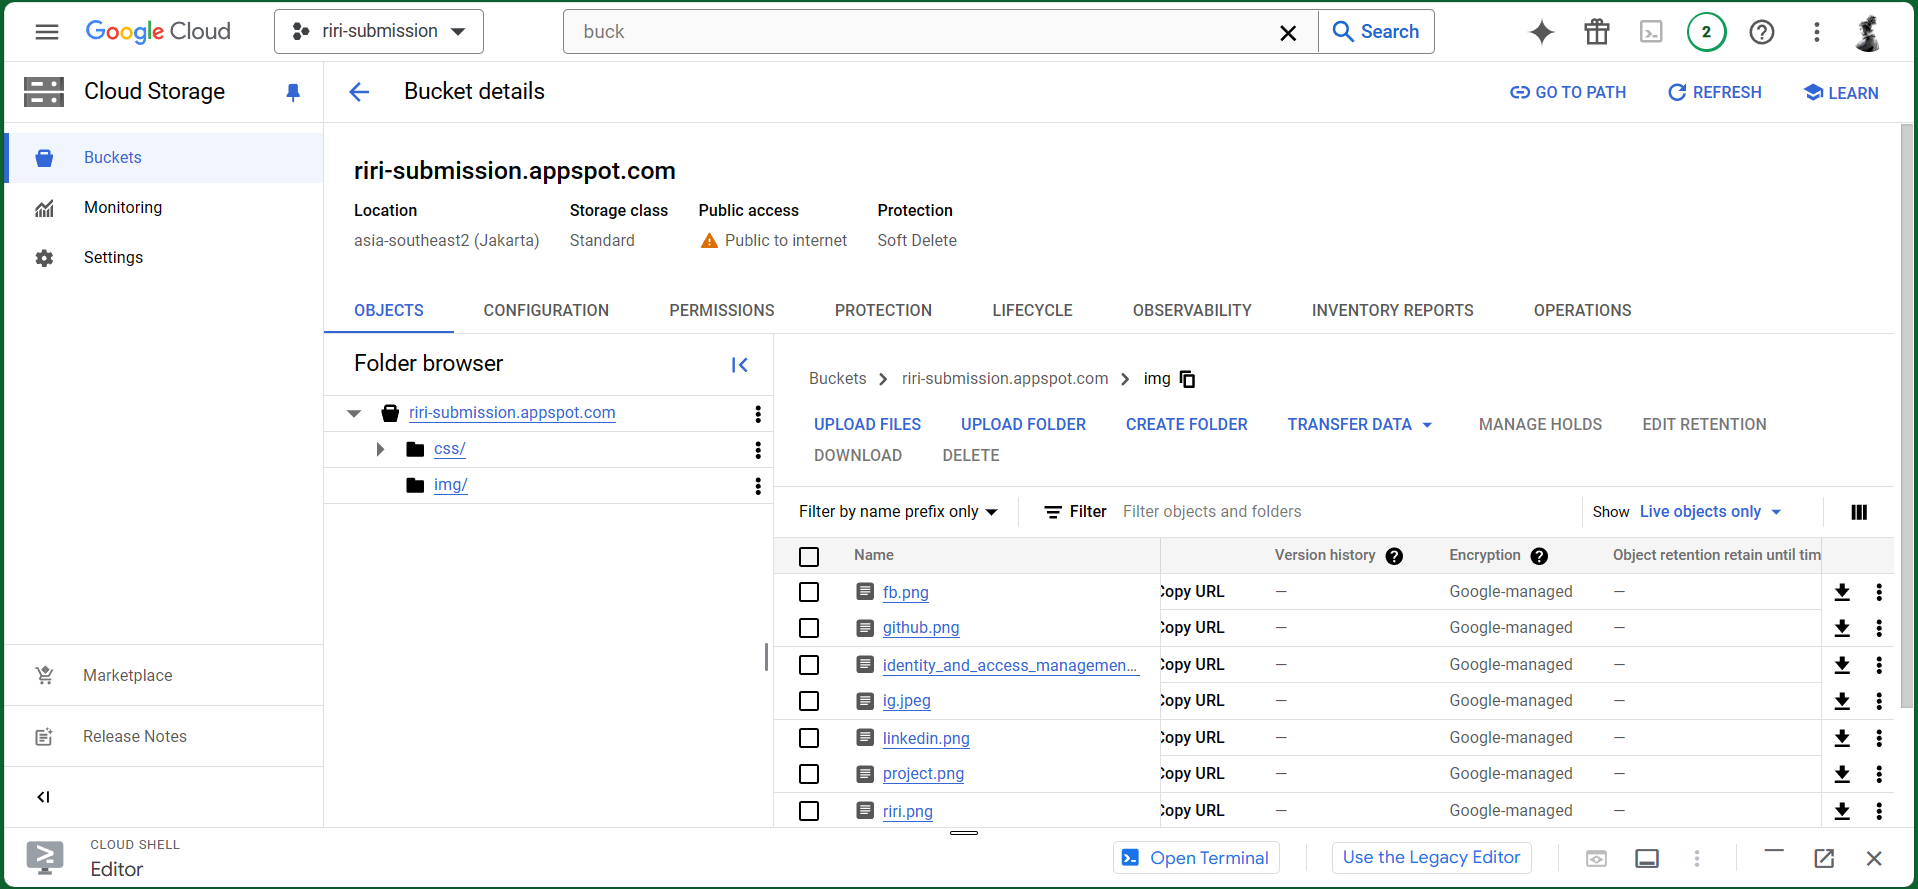 Google Cloud
riri-submission
buck
Search
2
Cloud Storage
Bucket details
GO TO PATH
REFRESH
LEARN
Buckets
Monitoring
Settings
Marketplace
Release Notes
riri-submission.appspot.com
Location Storage class Public access Protection
asia-southeast2 (Jakarta) Standard Public to internet Soft Delete
OBJECTS CONFIGURATION PERMISSIONS PROTECTION LIFECYCLE OBSERVABILITY INVENTORY REPORTS OPERATIONS
Folder browser
riri-submission.appspot.com
css/
img/
Buckets riri-submission.appspot.com img
UPLOAD FILES UPLOAD FOLDER CREATE FOLDER TRANSFER DATA MANAGE HOLDS EDIT RETENTION
DOWNLOAD DELETE
Filter by name prefix only Filter Filter objects and folders Show Live objects only
Name Version history Encryption Object retention retain until tim
fb.png Copy URL — Google-managed —
github.png Copy URL — Google-managed —
identity_and_access_managemen... Copy URL — Google-managed —
ig.jpeg Copy URL — Google-managed —
linkedin.png Copy URL — Google-managed —
project.png Copy URL — Google-managed —
riri.png Copy URL — Google-managed —
CLOUD SHELL
Editor
Open Terminal
Use the Legacy Editor